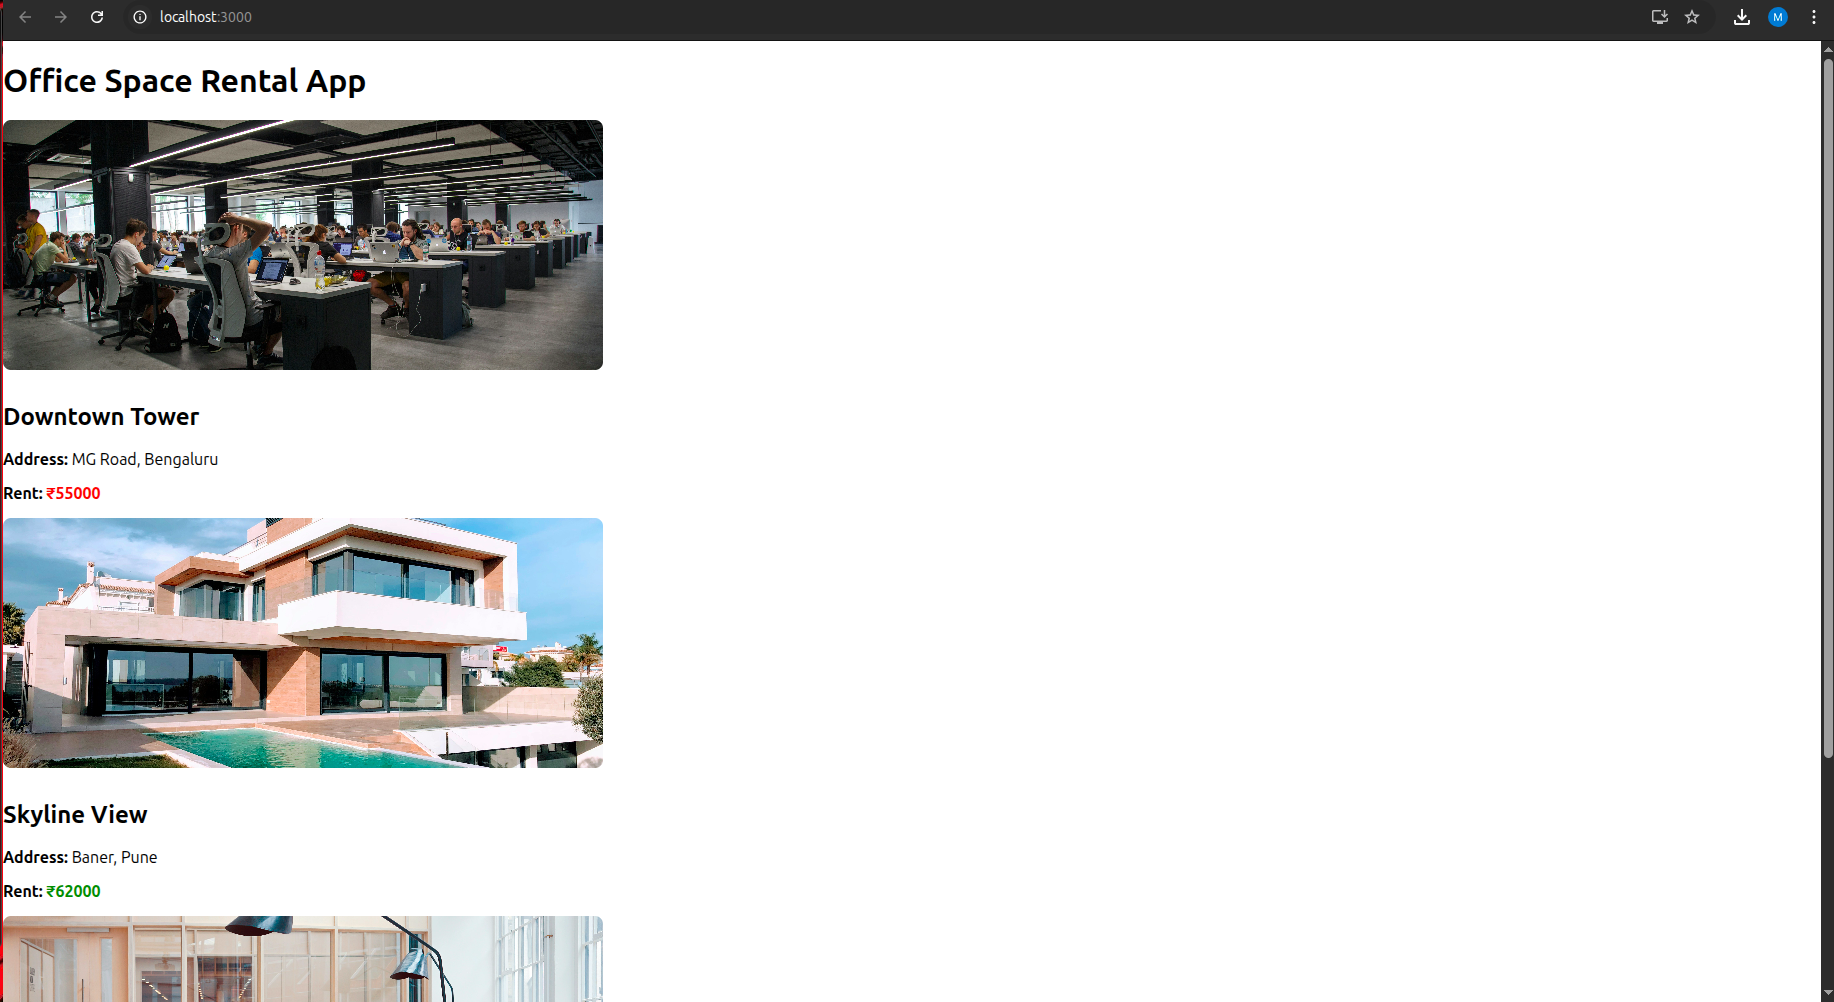 localhost:3000
M
Office Space Rental App
Downtown Tower
Address: MG Road, Bengaluru
Rent: ₹55000
Skyline View
Address: Baner, Pune
Rent: ₹62000